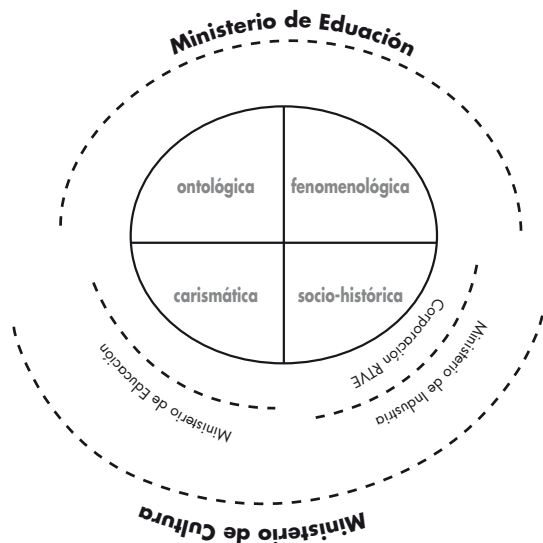 Ministerio de Eduación
ontológica
fenomenológica
carismática
socio-histórica
Corporación RTVE
Ministerio de Industria
Ministerio de Educación
Ministerio de Cultura